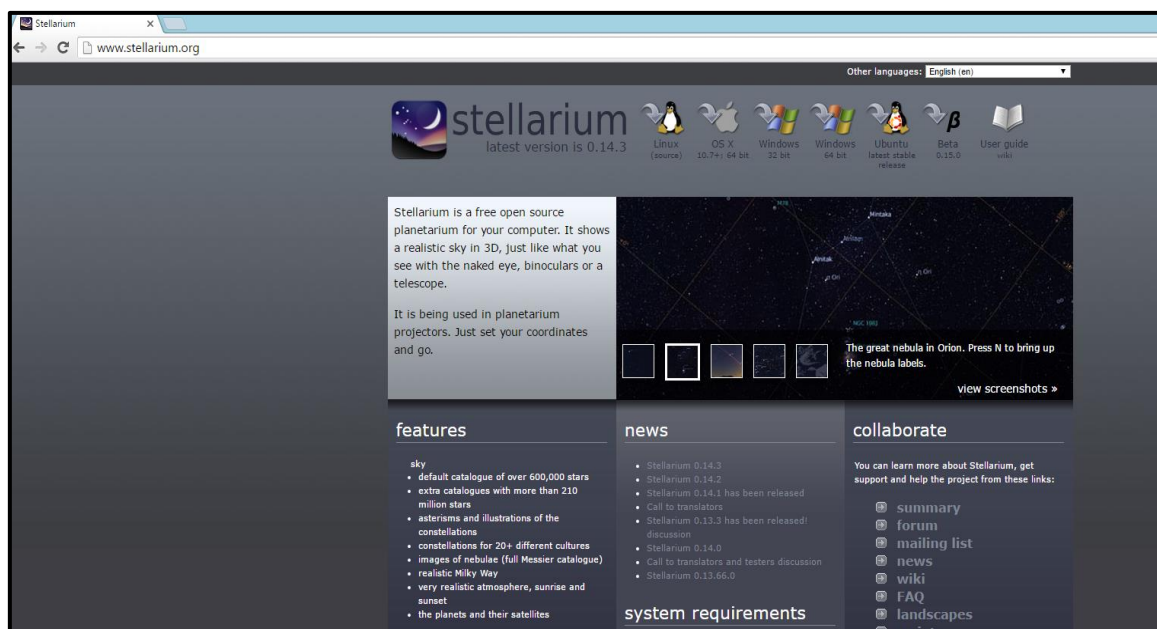 Stellarium
www.stellarium.org
Other languages: English (en)
stellarium
latest version is 0.14.3
Linux
(source)
OS X
10.7+; 64 bit
Windows
32 bit
Windows
64 bit
Ubuntu
latest stable
release
Beta
0.15.0
User guide
wiki
β
Stellarium is a free open source
planetarium for your computer. It shows
a realistic sky in 3D, just like what you
see with the naked eye, binoculars or a
telescope.
It is being used in planetarium
projectors. Just set your coordinates
and go.
Mintaka
Alnitak
NGC 1982
The great nebula in Orion. Press N to bring up
the nebula labels.
view screenshots »
features
sky
• default catalogue of over 600,000 stars
• extra catalogues with more than 210
million stars
• asterisms and illustrations of the
constellations
• constellations for 20+ different cultures
• images of nebulae (full Messier catalogue)
• realistic Milky Way
• very realistic atmosphere, sunrise and
sunset
• the planets and their satellites
news
• Stellarium 0.14.3
• Stellarium 0.14.2
• Stellarium 0.14.1 has been released
• Call to translators
• Stellarium 0.13.3 has been released!
discussion
• Stellarium 0.14.0
• Call to translators and testers discussion
• Stellarium 0.13.66.0
system requirements
collaborate
You can learn more about Stellarium, get
support and help the project from these links:
summary
forum
mailing list
news
wiki
FAQ
landscapes